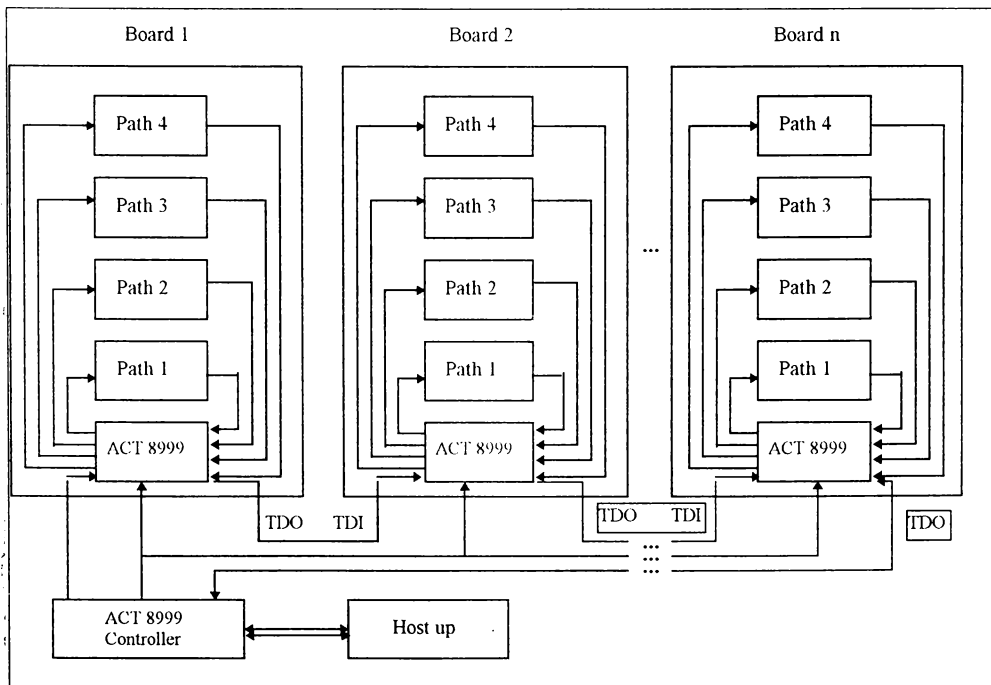 Board 1
Board 2
Board n
Path 4
Path 4
Path 4
Path 3
Path 3
Path 3
...
Path 2
Path 2
Path 2
Path 1
Path 1
Path 1
ACT 8999
ACT 8999
ACT 8999
TDO
TDI
TDO
TDI
TDO
...
...
...
ACT 8999
Controller
Host up